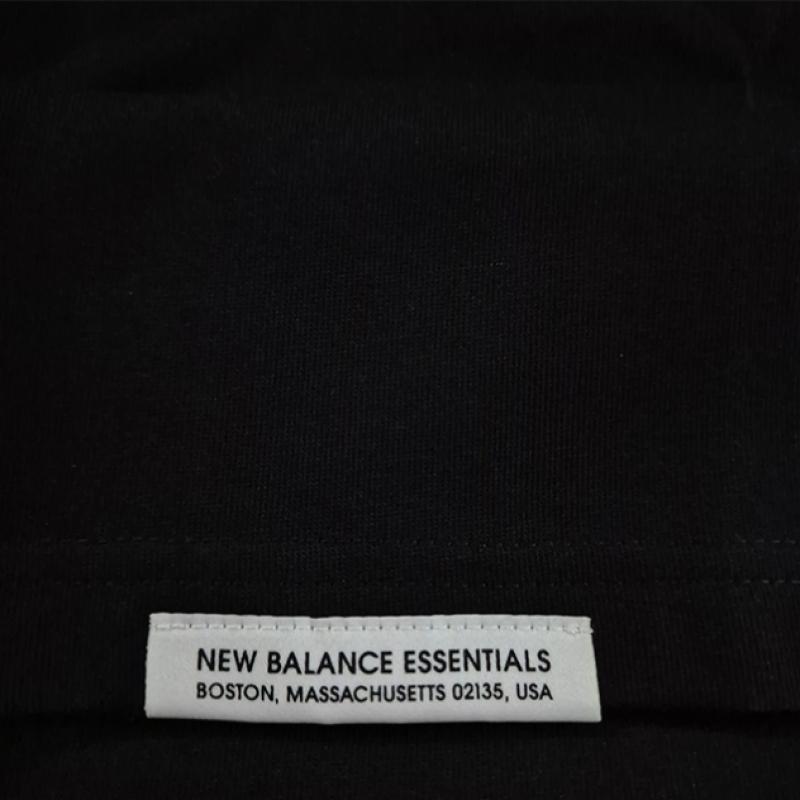 NEW BALANCE ESSENTIALS
BOSTON, MASSACHUSETTS 02135, USA